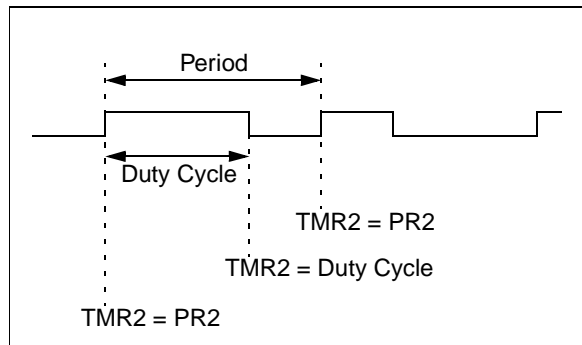 Period
Duty Cycle
TMR2 = PR2
TMR2 = Duty Cycle
TMR2 = PR2